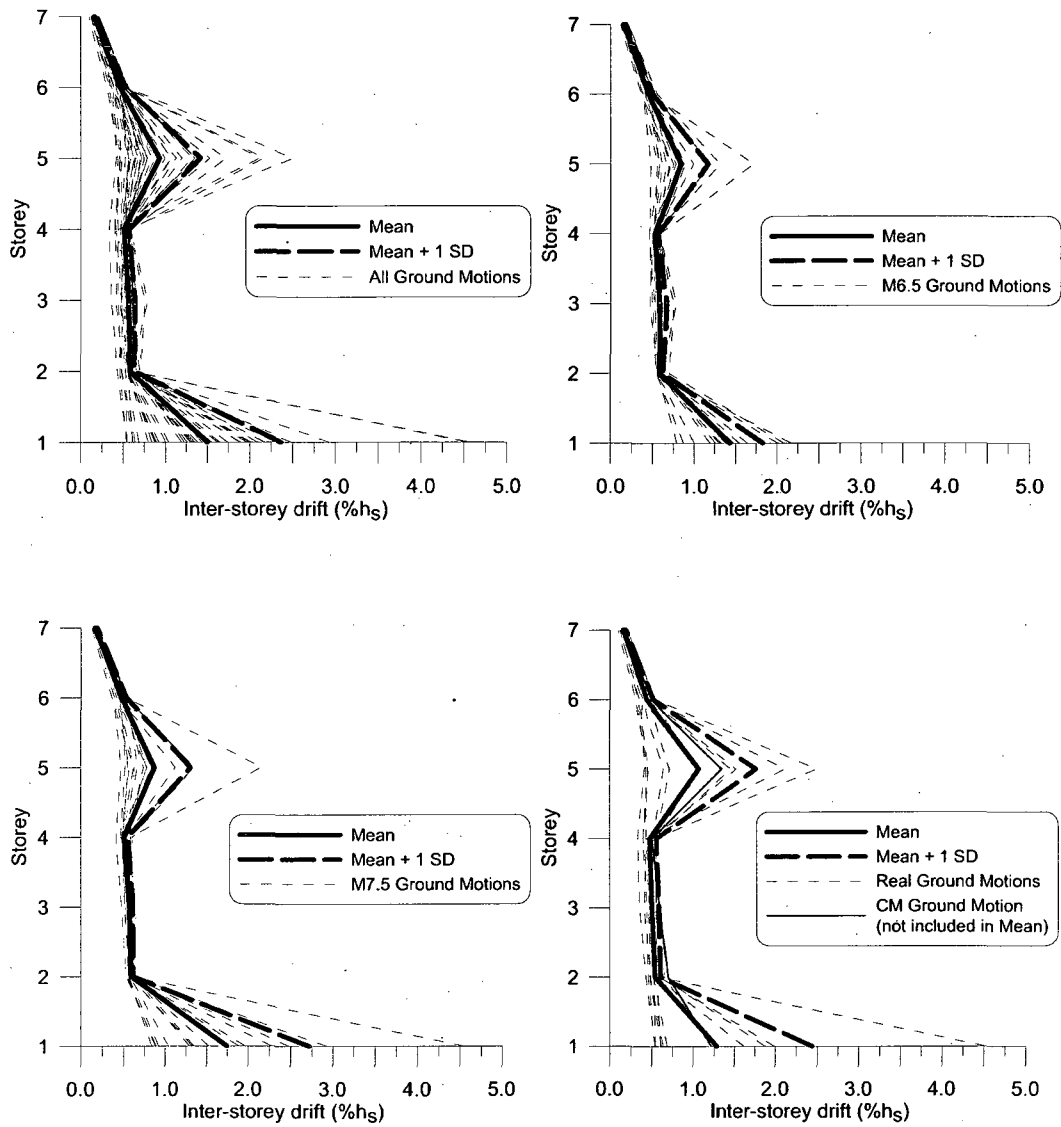 7
6
5
4
3
2
1
Storey
Mean
Mean + 1 SD
All Ground Motions
0.0 1.0 2.0 3.0 4.0 5.0
Inter-storey drift (%hS)
7
6
5
4
3
2
1
Storey
Mean
Mean + 1 SD
M6.5 Ground Motions
0.0 1.0 2.0 3.0 4.0 5.0
Inter-storey drift (%hS)
7
6
5
4
3
2
1
Storey
Mean
Mean + 1 SD
M7.5 Ground Motions
0.0 1.0 2.0 3.0 4.0 5.0
Inter-storey drift (%hS)
7
6
5
4
3
2
1
Storey
Mean
Mean + 1 SD
Real Ground Motions
CM Ground Motion
(not included in Mean)
0.0 1.0 2.0 3.0 4.0 5.0
Inter-storey drift (%hS)